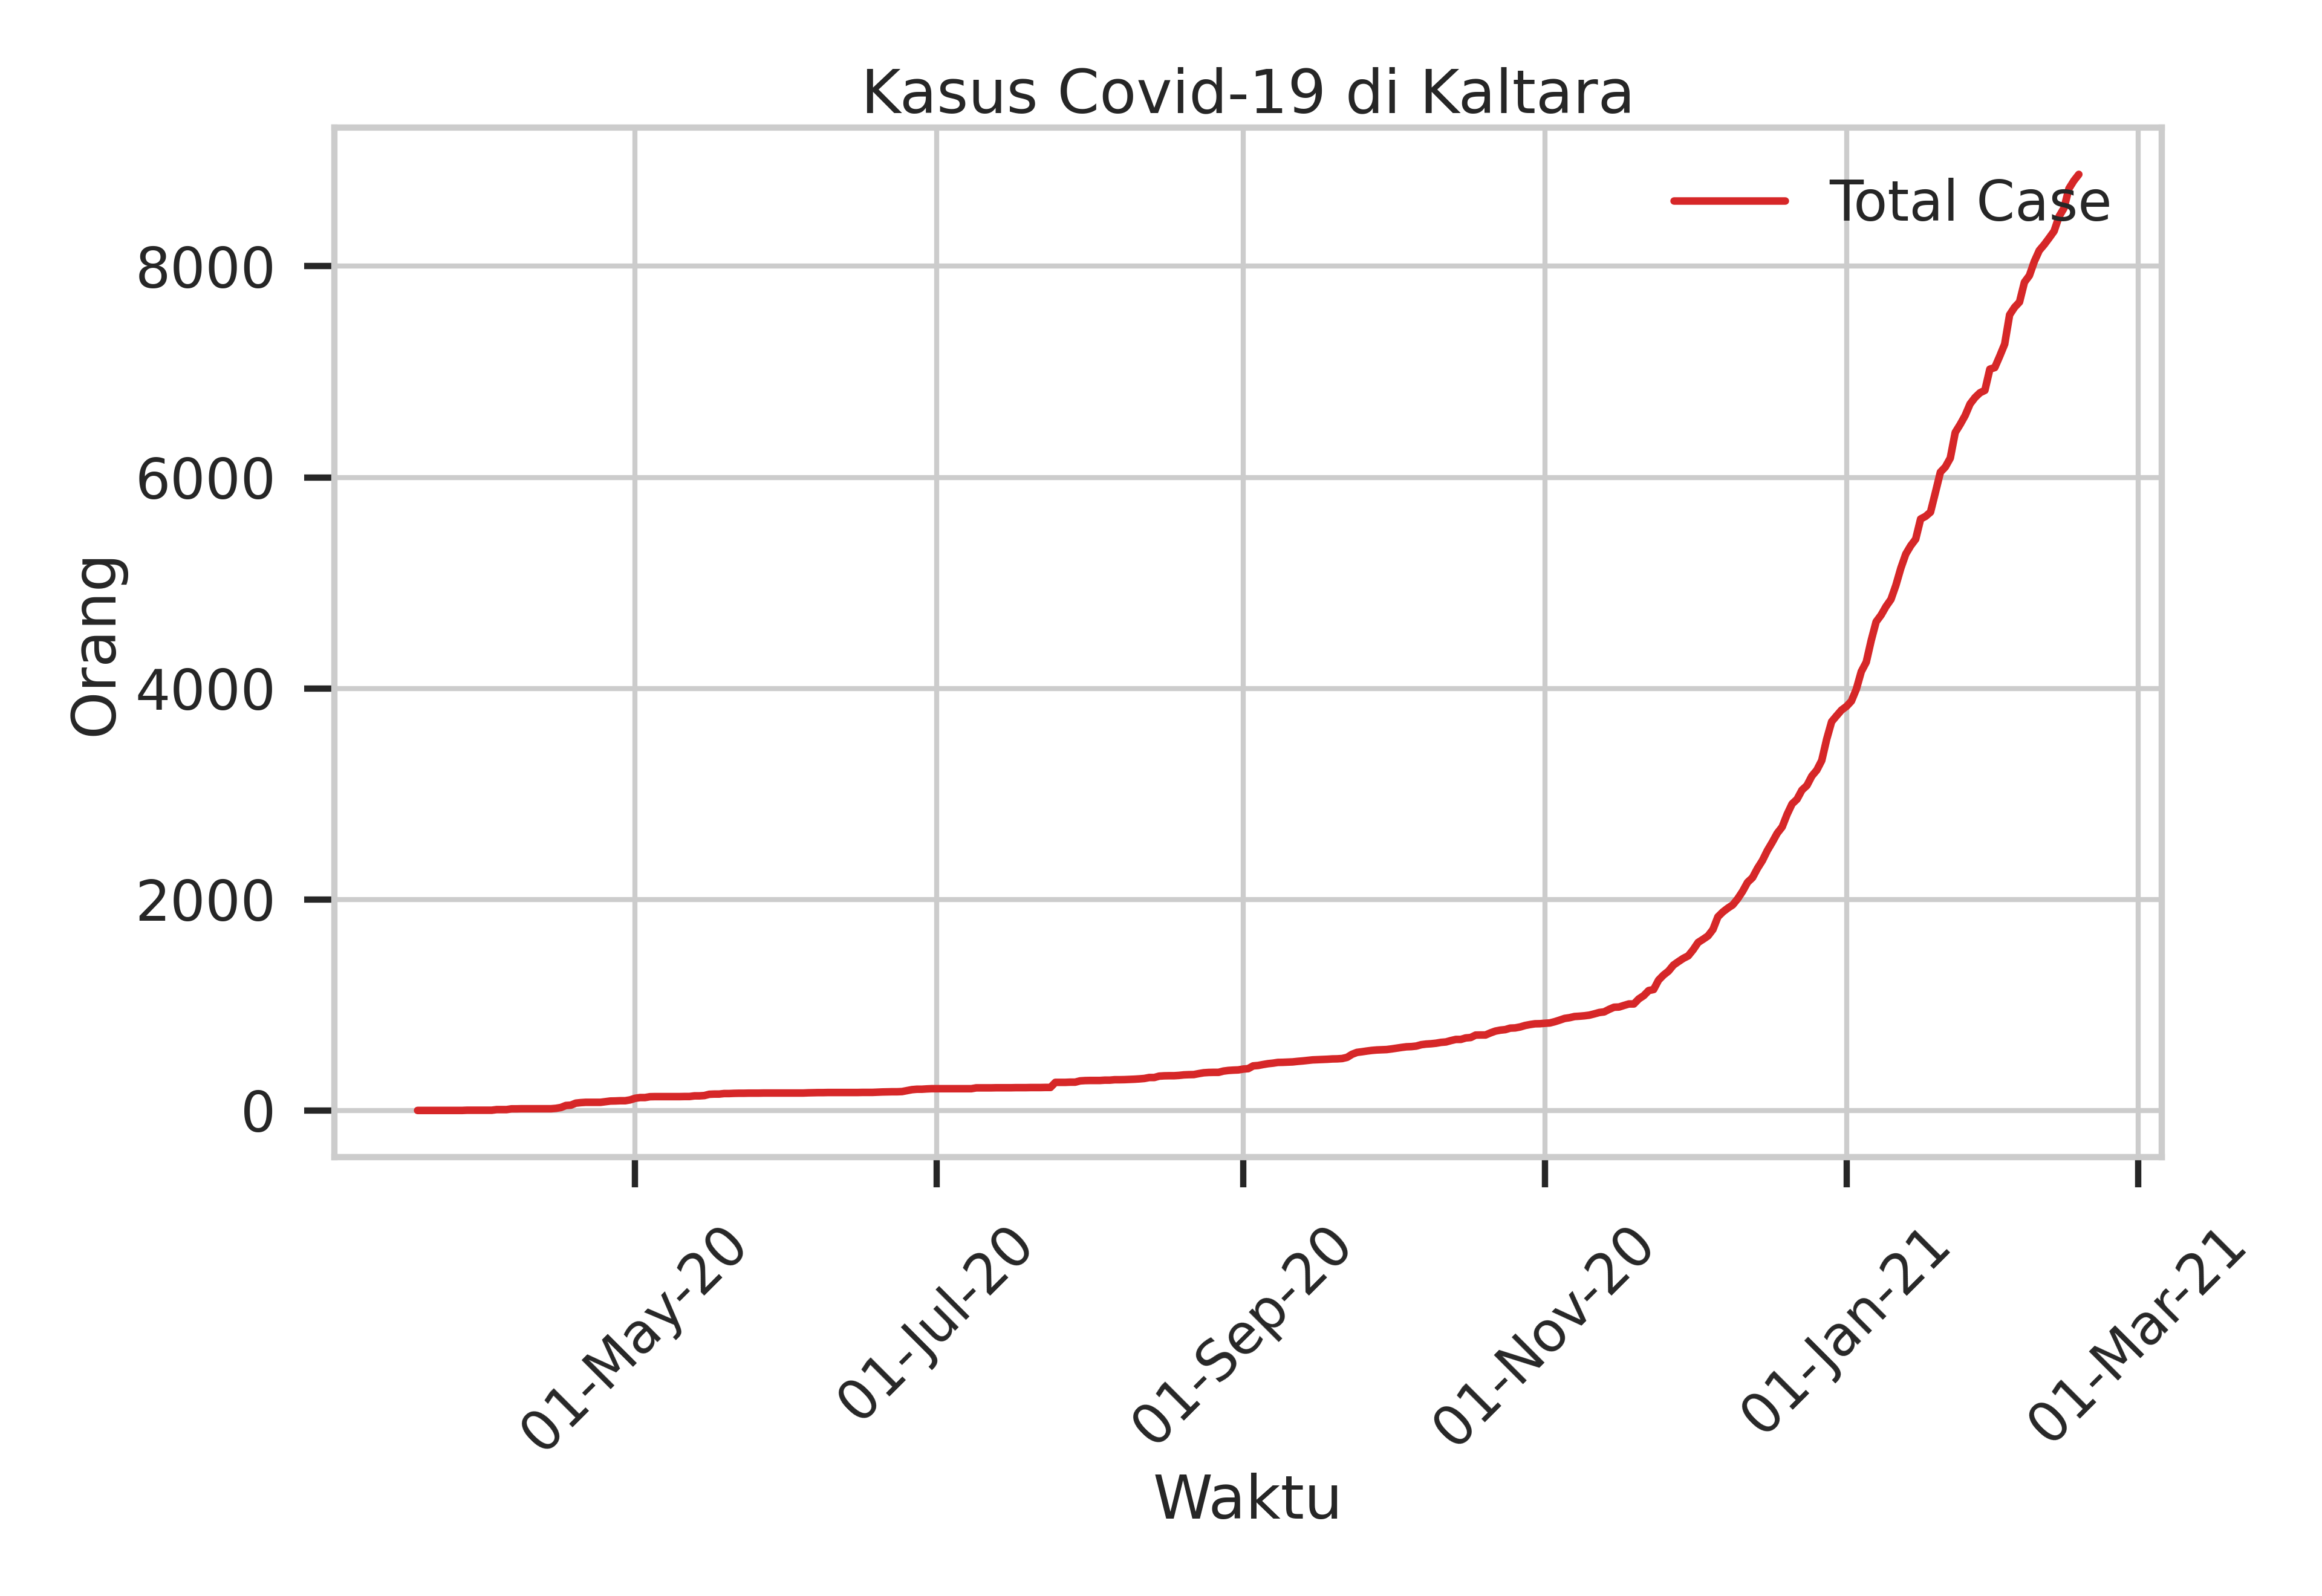 Kasus Covid-19 di Kaltara
Total Case
Orang
8000
6000
4000
2000
0
01-May-20
01-Jul-20
01-Sep-20
01-Nov-20
01-Jan-21
01-Mar-21
Waktu